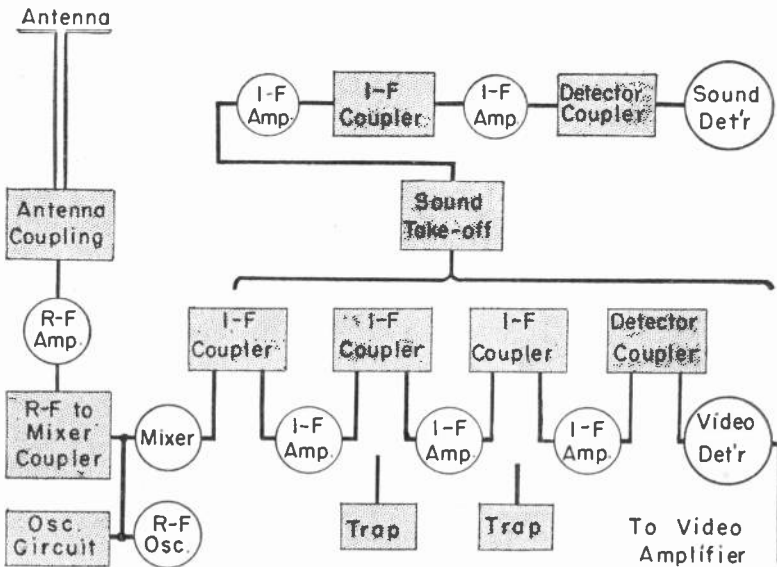 Antenna
I-F
Amp.
I-F
Coupler
I-F
Amp.
Detector
Coupler
Sound
Det'r
Antenna
Coupling
Sound
Take-off
R-F
Amp.
I-F
Coupler
I-F
Coupler
I-F
Coupler
Detector
Coupler
R-F to
Mixer
Coupler
Mixer
I-F
Amp.
I-F
Amp.
I-F
Amp.
Video
Det'r
Osc.
Circuit
R-F
Osc.
Trap
Trap
To Video
Amplifier